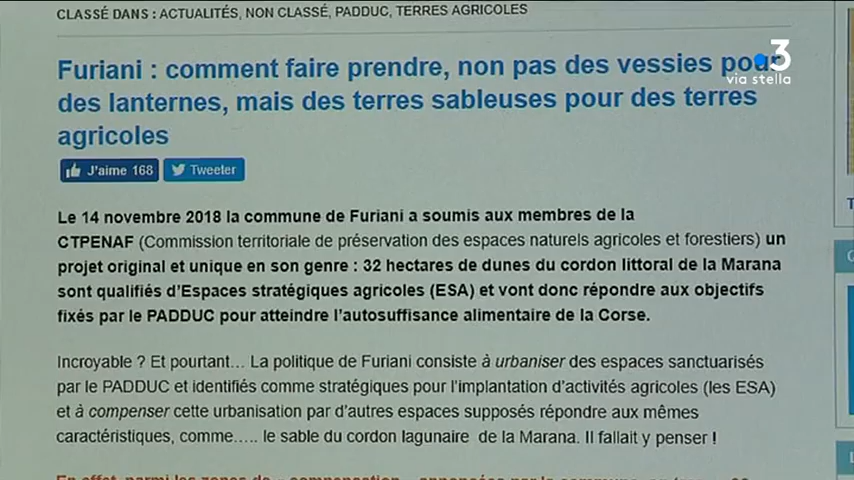 CLASSÉ DANS : ACTUALITÉS, NON CLASSÉ, PADDUC, TERRES AGRICOLES
3
via stella
Furiani : comment faire prendre, non pas des vessies pour
des lanternes, mais des terres sableuses pour des terres
agricoles
J'aime 168
Tweeter
Le 14 novembre 2018 la commune de Furiani a soumis aux membres de la
CTPENAF (Commission territoriale de préservation des espaces naturels agricoles et forestiers) un
projet original et unique en son genre : 32 hectares de dunes du cordon littoral de la Marana
sont qualifiés d'Espaces stratégiques agricoles (ESA) et vont donc répondre aux objectifs
fixés par le PADDUC pour atteindre l'autosuffisance alimentaire de la Corse.
Incroyable ? Et pourtant… La politique de Furiani consiste à urbaniser des espaces sanctuarisés
par le PADDUC et identifiés comme stratégiques pour l'implantation d'activités agricoles (les ESA)
et à compenser cette urbanisation par d'autres espaces supposés répondre aux mêmes
caractéristiques, comme….. le sable du cordon lagunaire de la Marana. Il fallait y penser !
En effet, parmi les zones de « compensation »